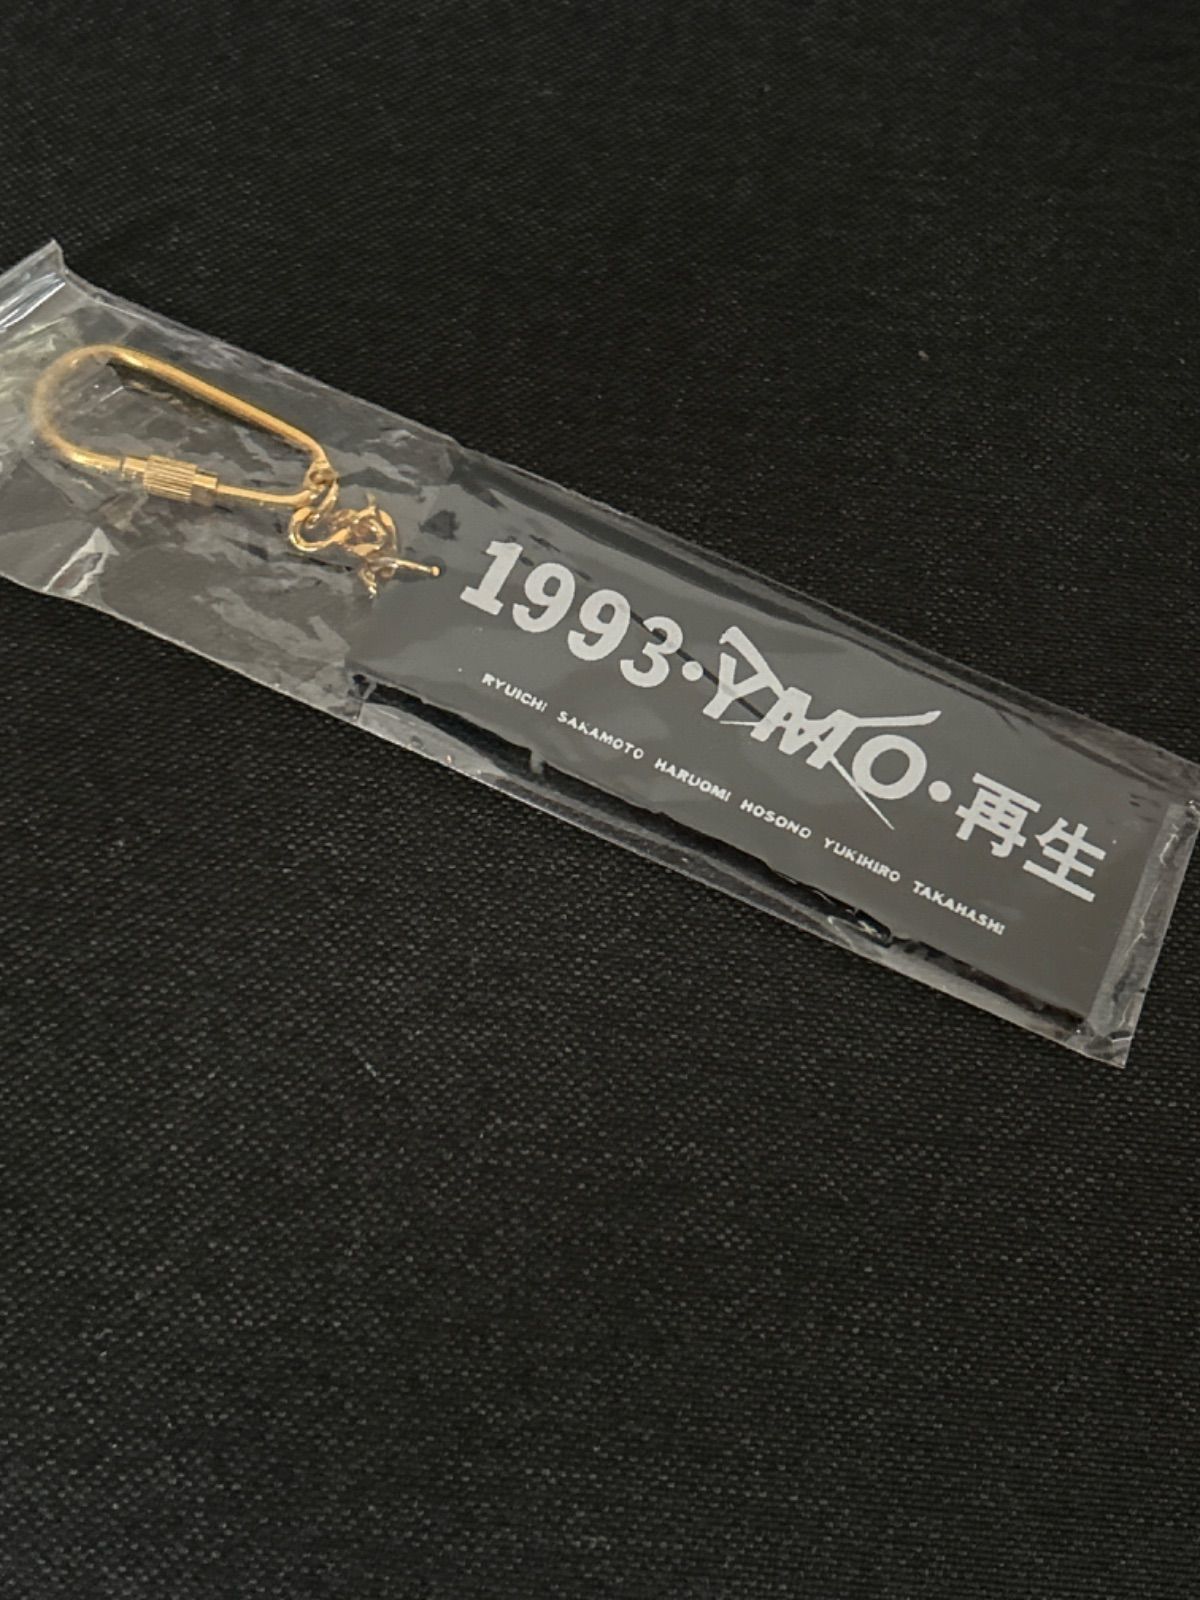 1993・YMO・再生
RYUICHI SAKAMOTO HARUOMI HOSONO YUKIHIRO TAKAHASHI